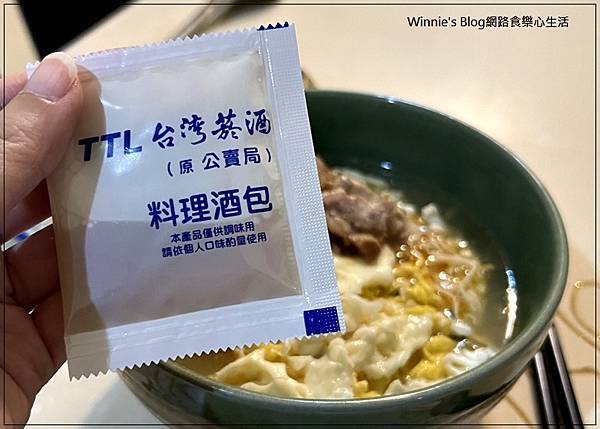 Winnie's Blog網路食樂心生活
TTL 台灣菸酒
(原 公賣局)
料理酒包
本產品僅供調味用
請依個人口味酌量使用